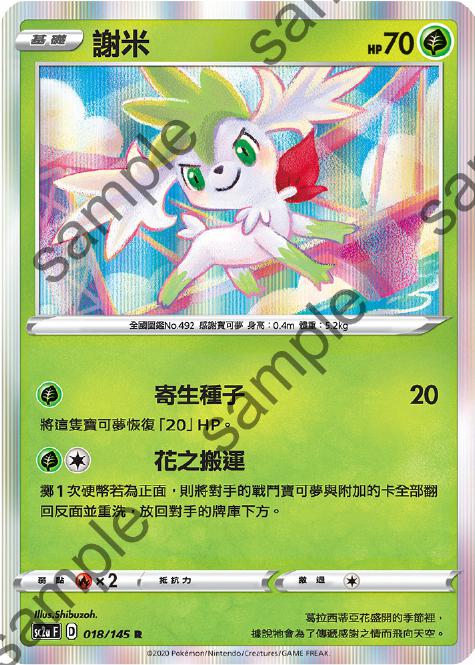 基礎 謝米 HP70
全國圖鑑No.492 感謝寶可夢 身高：0.4m 體重：5.2kg
寄生種子 20
將這隻寶可夢恢復「20」HP。
花之搬運
擲1次硬幣若為正面，則將對手的戰鬥寶可夢與附加的卡全部翻
回反面並重洗，放回對手的牌庫下方。
弱點 ×2 抵抗力 撤退
Illus.Shibuzoh.
sc2a F D 018/145 R
葛拉西蒂亞花盛開的季節裡，
據說牠會為了傳遞感謝之情而飛向天空。
©2020 Pokémon/Nintendo/Creatures/GAME FREAK.
sample
sample
sample
sample
sample
sample
sample